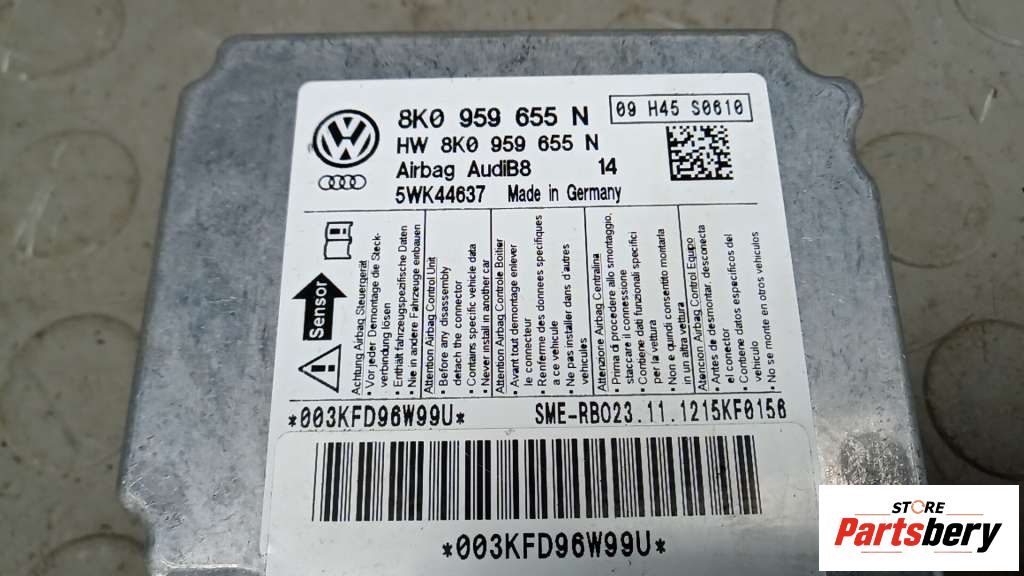 8K0 959 655 N
09 H45 S0610
HW 8K0 959 655 N
Airbag AudiB8 14
5WK44637 Made in Germany
Sensor
Achtung Airbag Steuergerät
• Vor jeder Demontage die Steck-
verbindung lösen
• Enthält fahrzeugspezifische Daten
• Nie in andere Fahrzeuge einbauen
Attention Airbag Control Unit
• Before any disassembly
detach the connector
• Contains specific vehicle data
• Never install in another car
Attention Airbag Controle Boitier
• Avant tout demontage enlever
le connecteur
• Renferme des donnees specifiques
a ce vehicule
• Ne pas installer dans d'autres
vehicules
Attenzione Airbag Centralina
• Prima di procedere allo smontaggio,
staccare il connessione
• Contiene dati funzionali specifici
per la vettura
• Non e quindi consentito montarla
in un altra vettura
Atencion, Airbag Control Equipo
• Antes de desmontar, desconecta
el conector
• Contiene datos especificos del
vehiculo
• No se monte en otros vehiculos
*003KFD96W99U* SME-RBO23.11.1215KF0156
*003KFD96W99U*
STORE
Partsbery